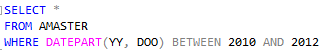 SELECT *
FROM AMASTER
WHERE DATEPART(YY, DOO) BETWEEN 2010 AND 2012